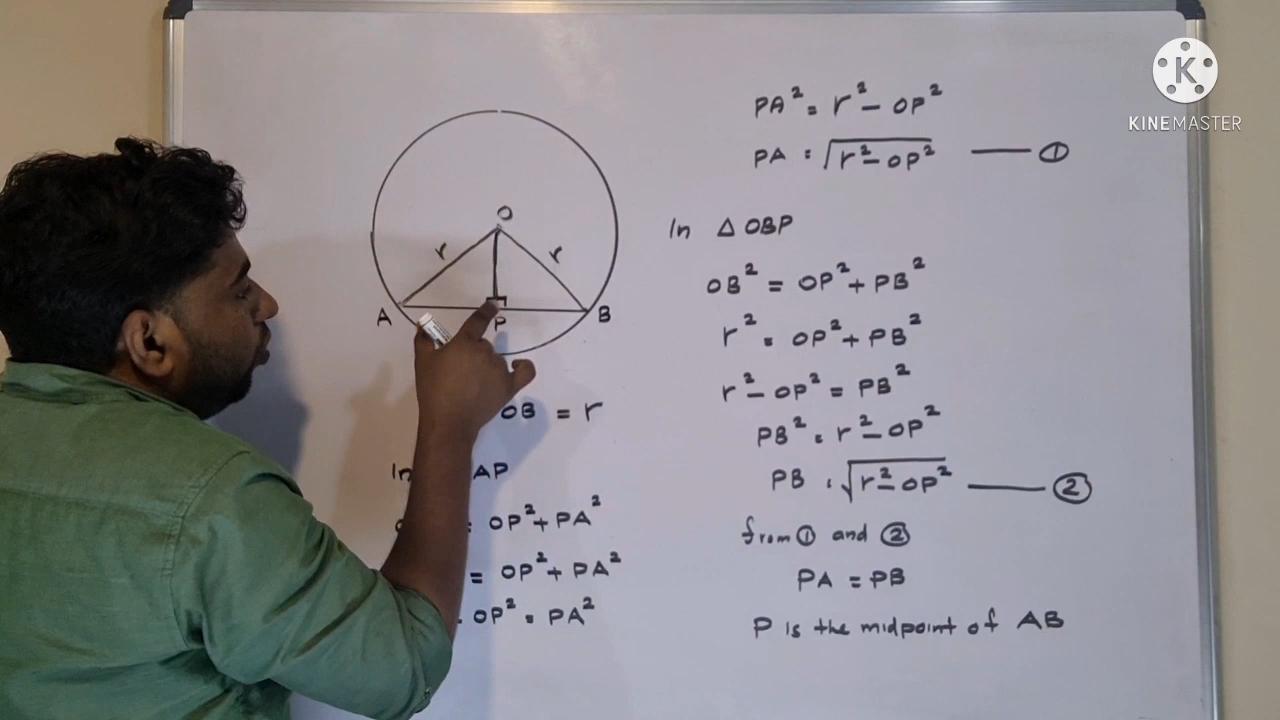 O
r
r
A
P
B
OB = r
In AP
= OP² + PA²
= OP² + PA²
OP² = PA²
PA² = r² - OP²
PA = √r² - OP² —— ①
In △ OBP
OB² = OP² + PB²
r² = OP² + PB²
r² - OP² = PB²
PB² = r² - OP²
PB = √r² - OP² —— ②
from ① and ②
PA = PB
P is the midpoint of AB
K
KINEMASTER